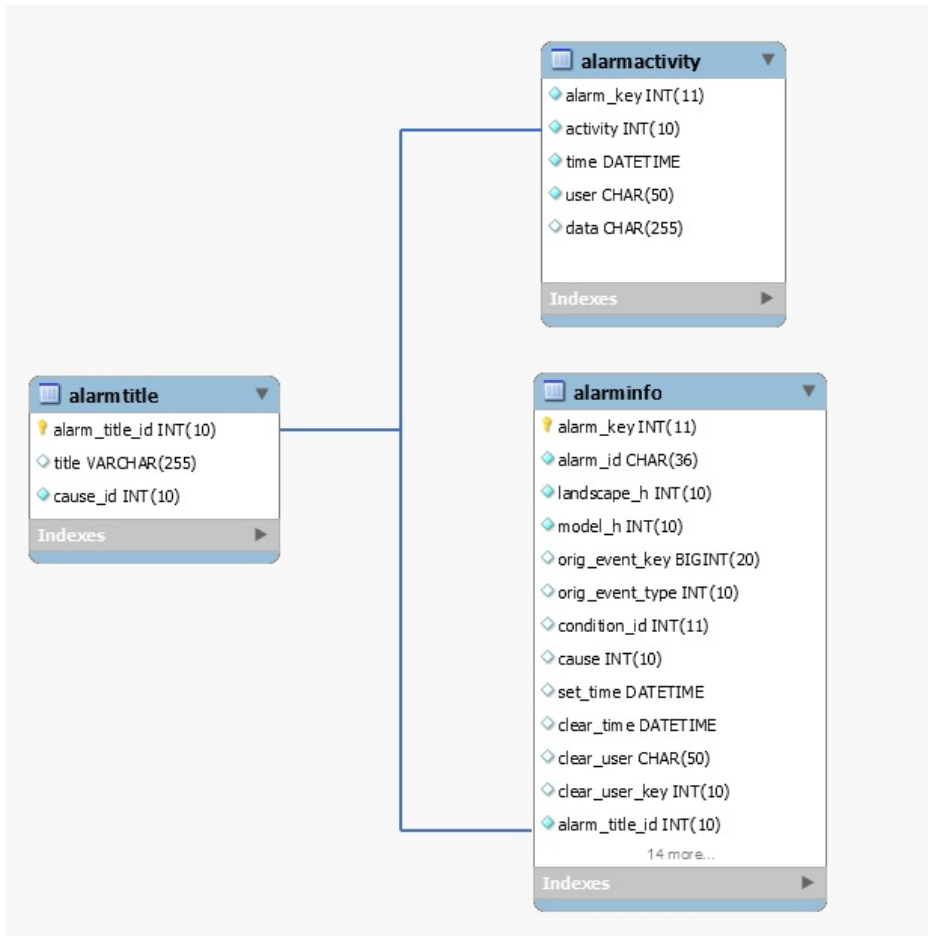 alarmactivity
alarm_key INT(11)
activity INT(10)
time DATETIME
user CHAR(50)
data CHAR(255)
Indexes
alarmtitle
alarm_title_id INT(10)
title VARCHAR(255)
cause_id INT(10)
Indexes
alarminfo
alarm_key INT(11)
alarm_id CHAR(36)
landscape_h INT(10)
model_h INT(10)
orig_event_key BIGINT(20)
orig_event_type INT(10)
condition_id INT(11)
cause INT(10)
set_time DATETIME
clear_time DATETIME
clear_user CHAR(50)
clear_user_key INT(10)
alarm_title_id INT(10)
14 more...
Indexes